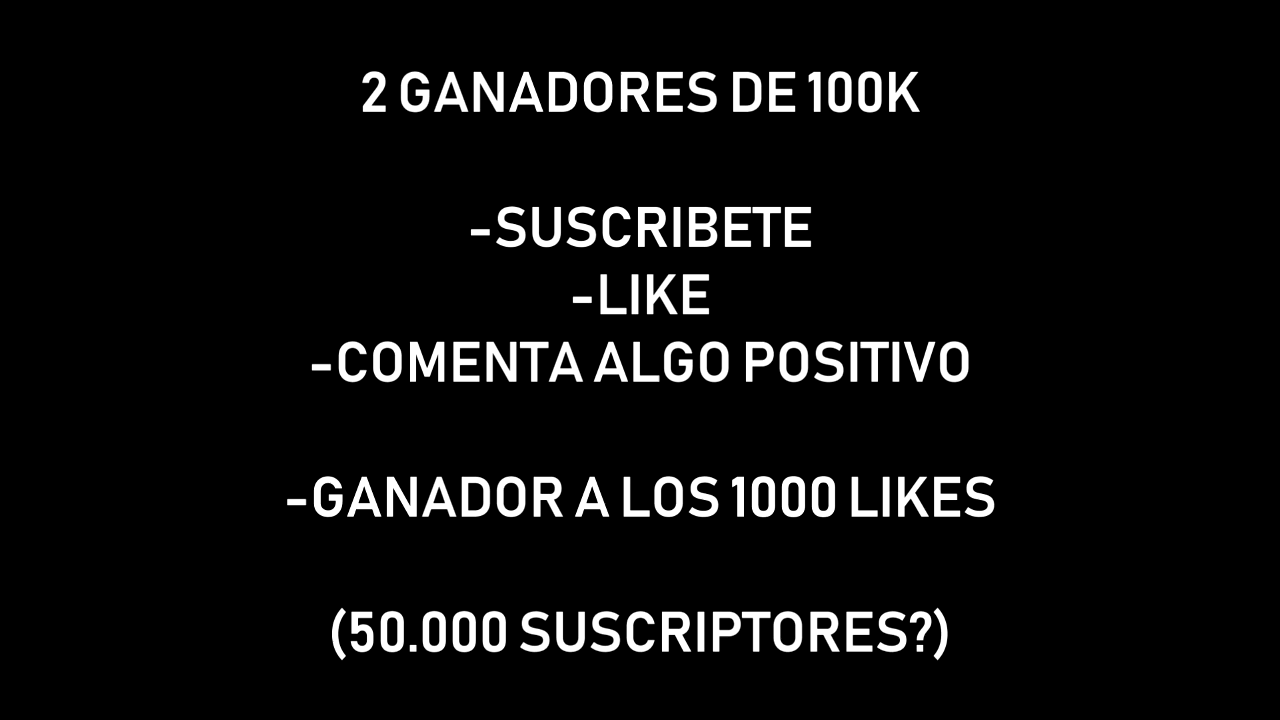 2 GANADORES DE 100K
-SUSCRIBETE
-LIKE
-COMENTA ALGO POSITIVO
-GANADOR A LOS 1000 LIKES
(50.000 SUSCRIPTORES?)